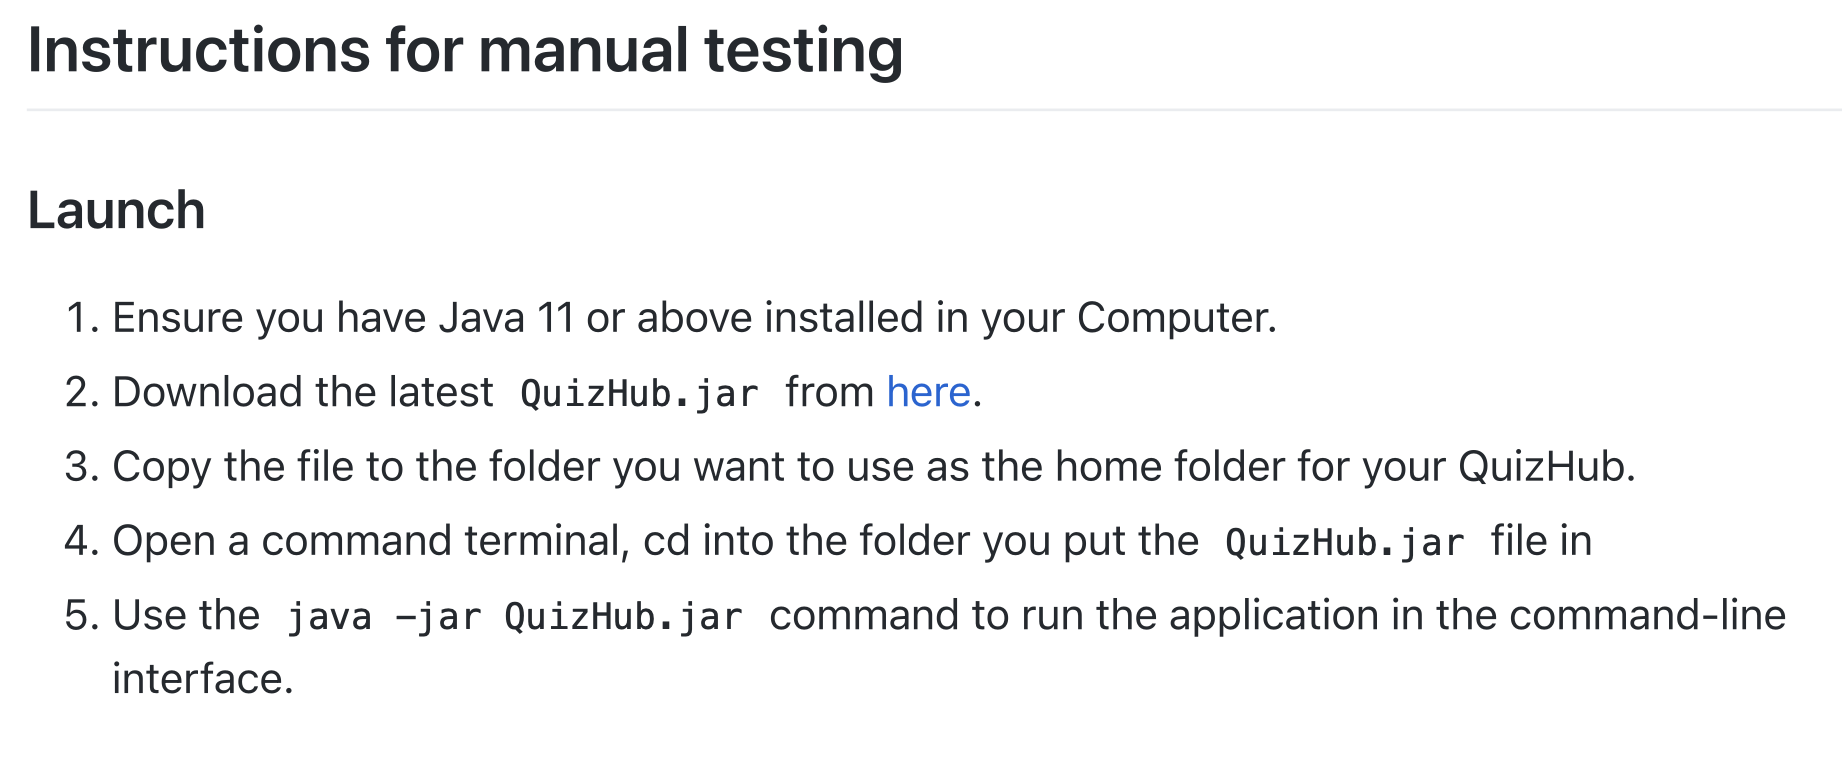 Instructions for manual testing
Launch
1. Ensure you have Java 11 or above installed in your Computer.
2. Download the latest QuizHub.jar from here.
3. Copy the file to the folder you want to use as the home folder for your QuizHub.
4. Open a command terminal, cd into the folder you put the QuizHub.jar file in
5. Use the java -jar QuizHub.jar command to run the application in the command-line
interface.